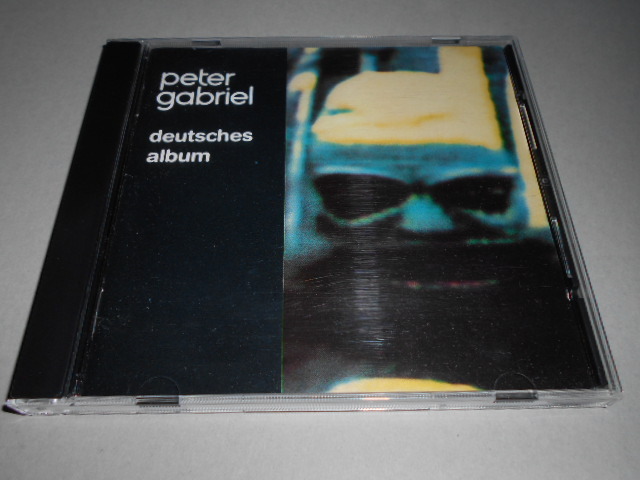 peter
gabriel
deutsches
album